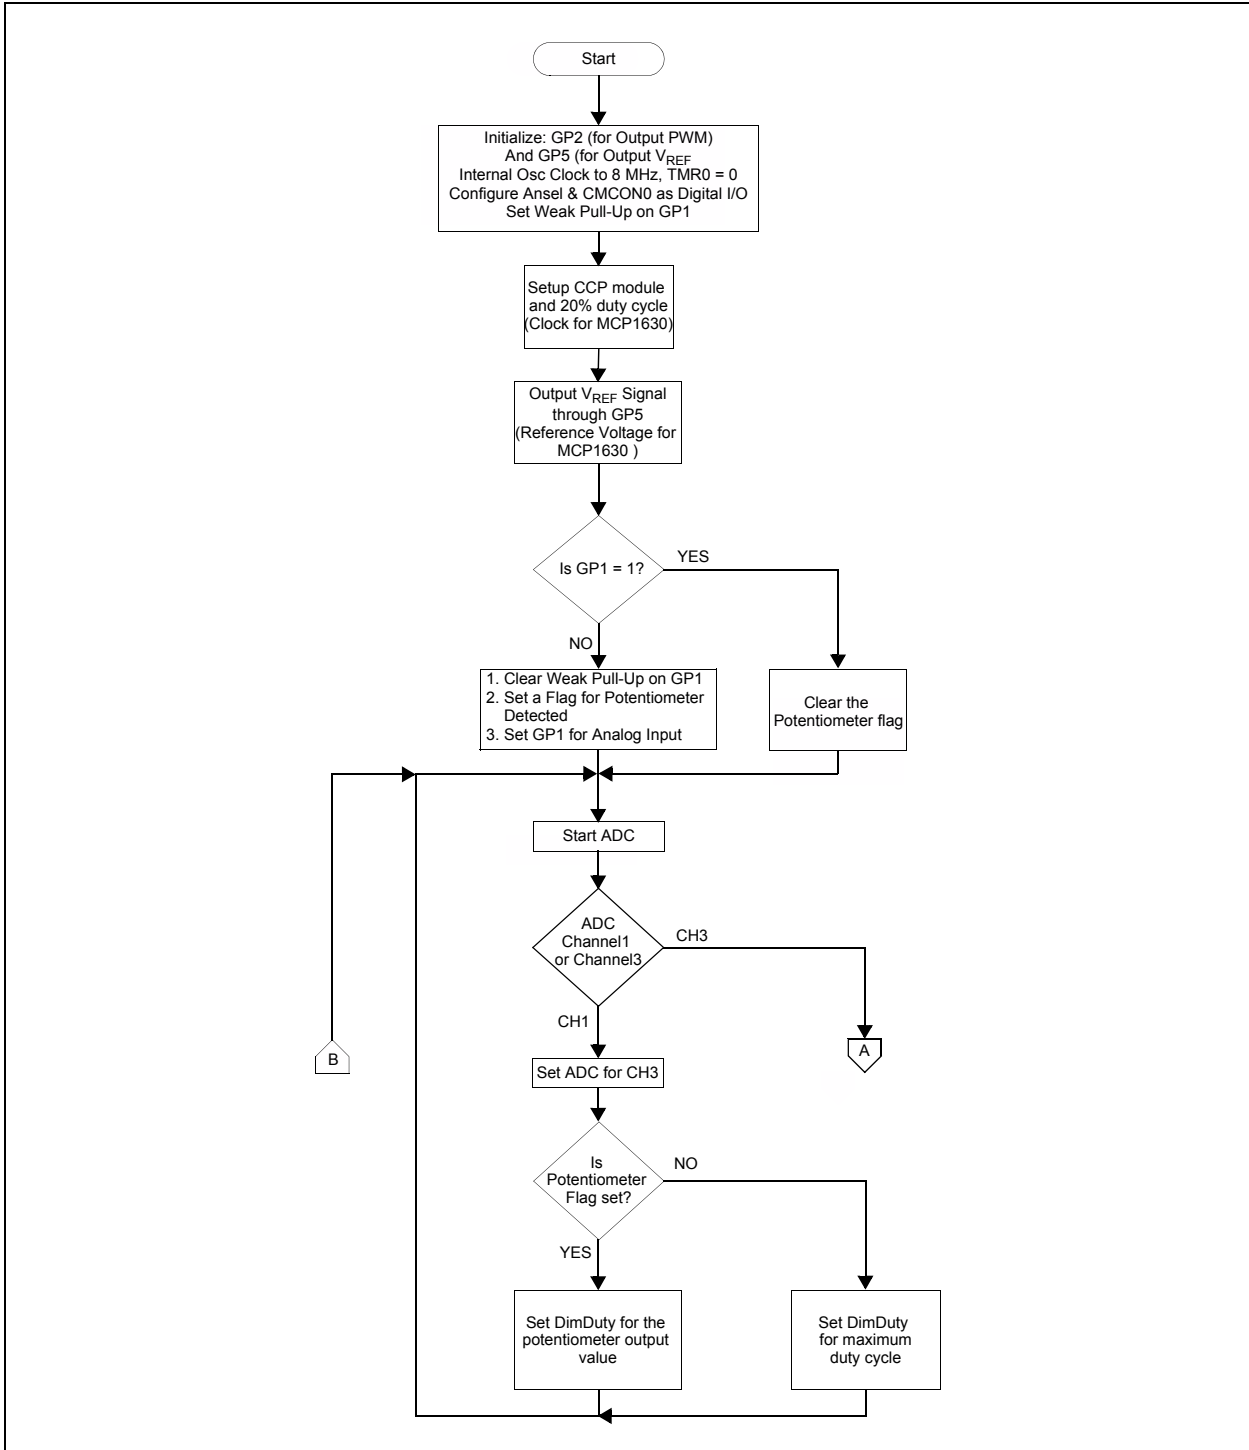 Start
Initialize: GP2 (for Output PWM)
And GP5 (for Output VREF
Internal Osc Clock to 8 MHz, TMR0 = 0
Configure Ansel & CMCON0 as Digital I/O
Set Weak Pull-Up on GP1
Setup CCP module
and 20% duty cycle
(Clock for MCP1630)
Output VREF Signal
through GP5
(Reference Voltage for
MCP1630 )
Is GP1 = 1?
YES
NO
1. Clear Weak Pull-Up on GP1
2. Set a Flag for Potentiometer
Detected
3. Set GP1 for Analog Input
Clear the
Potentiometer flag
Start ADC
ADC
Channel1
or Channel3
CH3
CH1
B
A
Set ADC for CH3
Is
Potentiometer
Flag set?
NO
YES
Set DimDuty for the
potentiometer output
value
Set DimDuty
for maximum
duty cycle